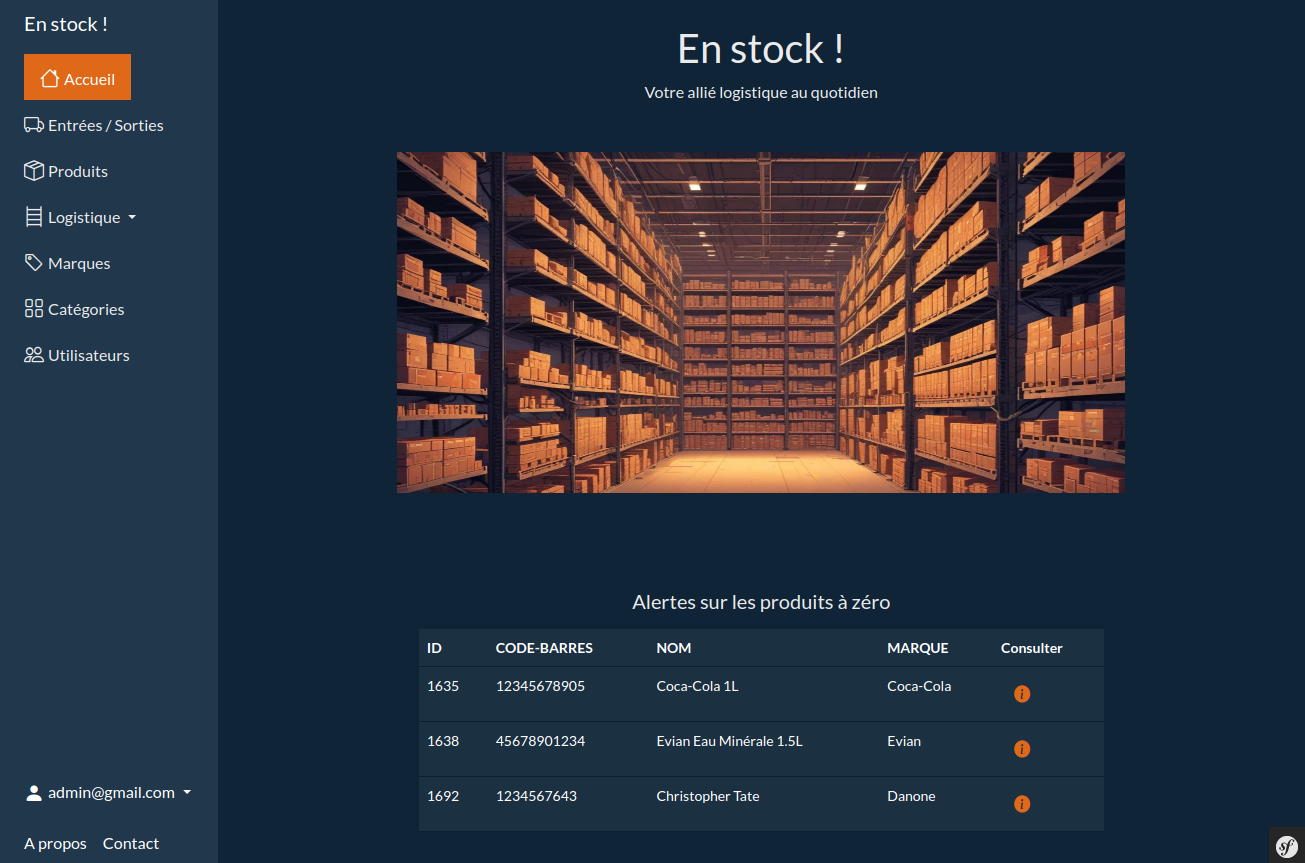 En stock !
Accueil
Entrées / Sorties
Produits
Logistique
Marques
Catégories
Utilisateurs
admin@gmail.com
A propos Contact
En stock !
Votre allié logistique au quotidien
Alertes sur les produits à zéro
ID CODE-BARRES NOM MARQUE Consulter
1635 12345678905 Coca-Cola 1L Coca-Cola
1638 45678901234 Evian Eau Minérale 1.5L Evian
1692 1234567643 Christopher Tate Danone
sf